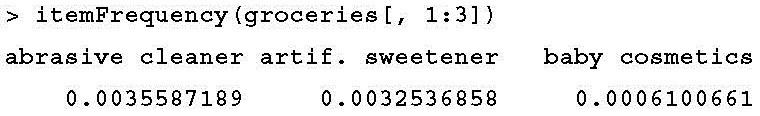 > itemFrequency(groceries[, 1:3])
abrasive cleaner artif. sweetener baby cosmetics
0.0035587189 0.0032536858 0.0006100661